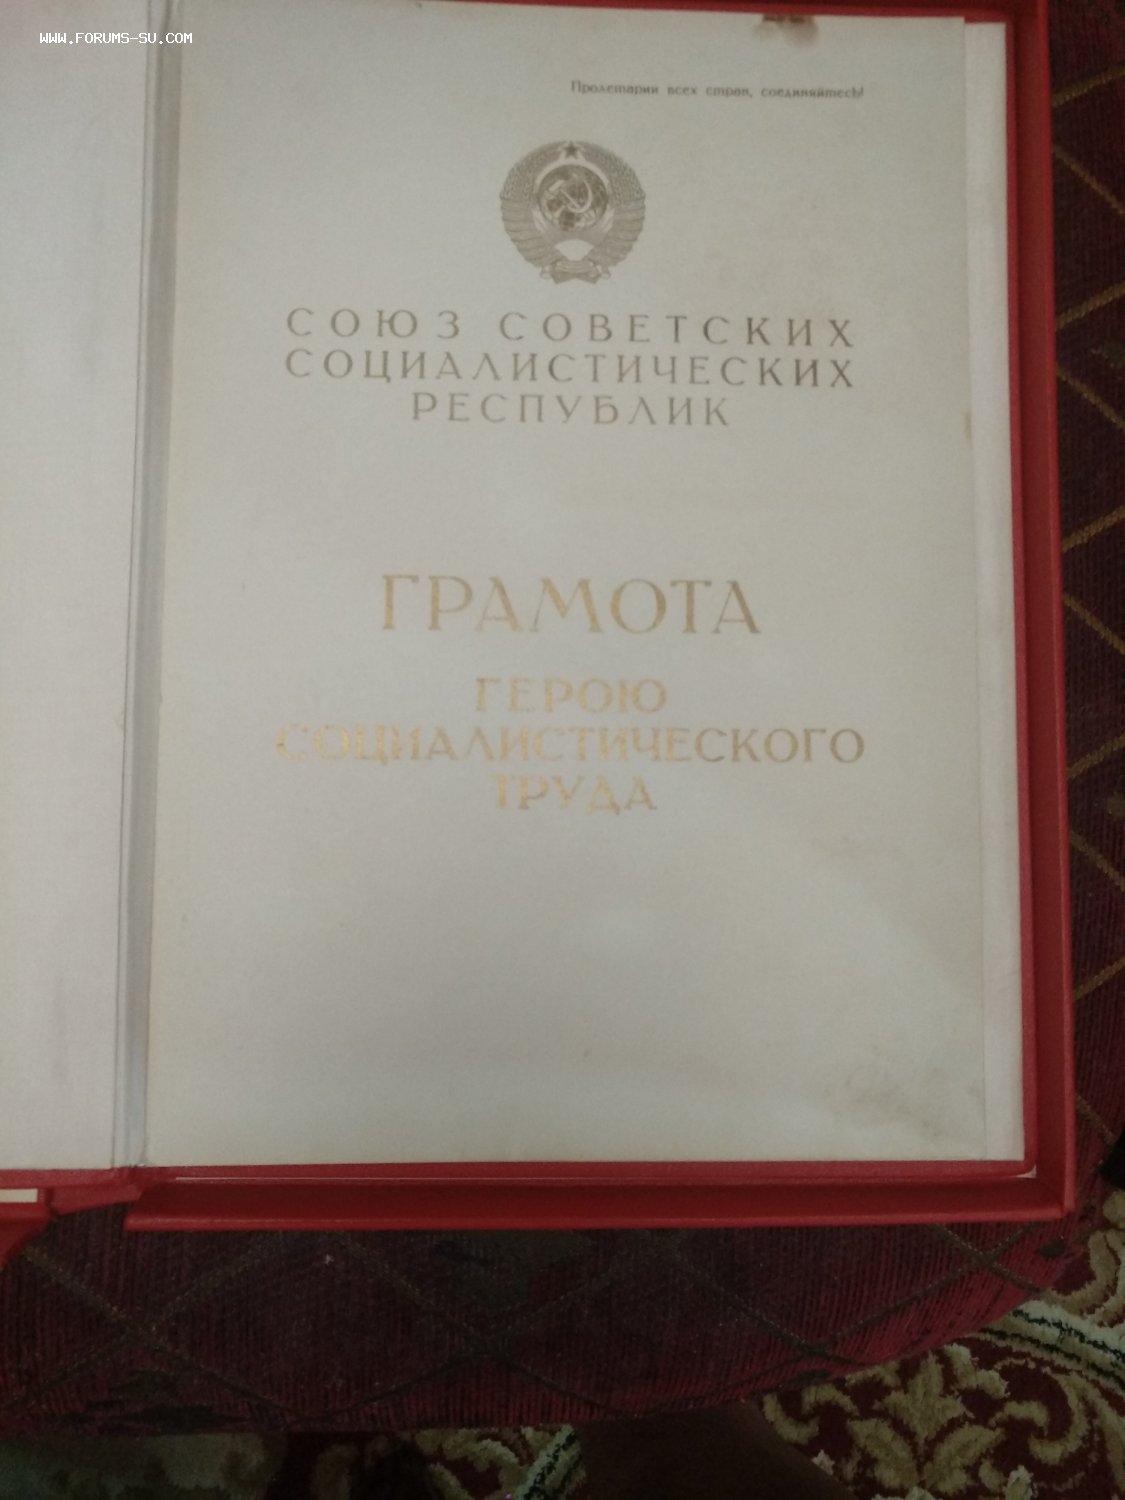 WWW.FORUMS-SU.COM
Пролетарии всех стран, соединяйтесь!
СОЮЗ СОВЕТСКИХ
СОЦИАЛИСТИЧЕСКИХ
РЕСПУБЛИК
ГРАМОТА
ГЕРОЮ
СОЦИАЛИСТИЧЕСКОГО
ТРУДА